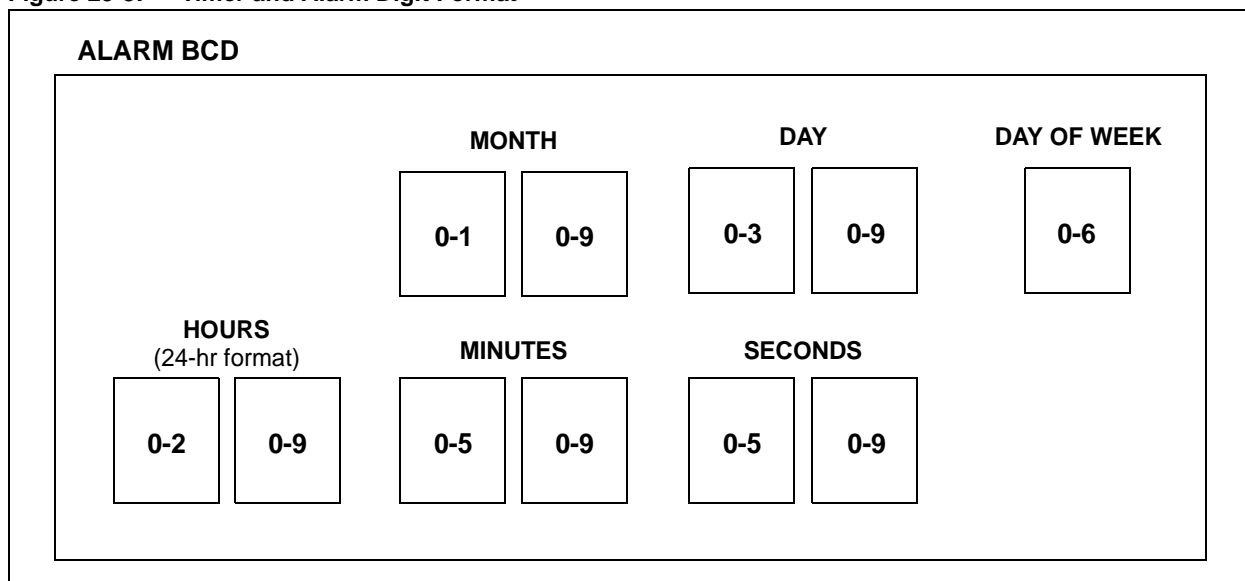 ALARM BCD
MONTH DAY DAY OF WEEK
0-1 0-9 0-3 0-9 0-6
HOURS
(24-hr format)
MINUTES SECONDS
0-2 0-9 0-5 0-9 0-5 0-9